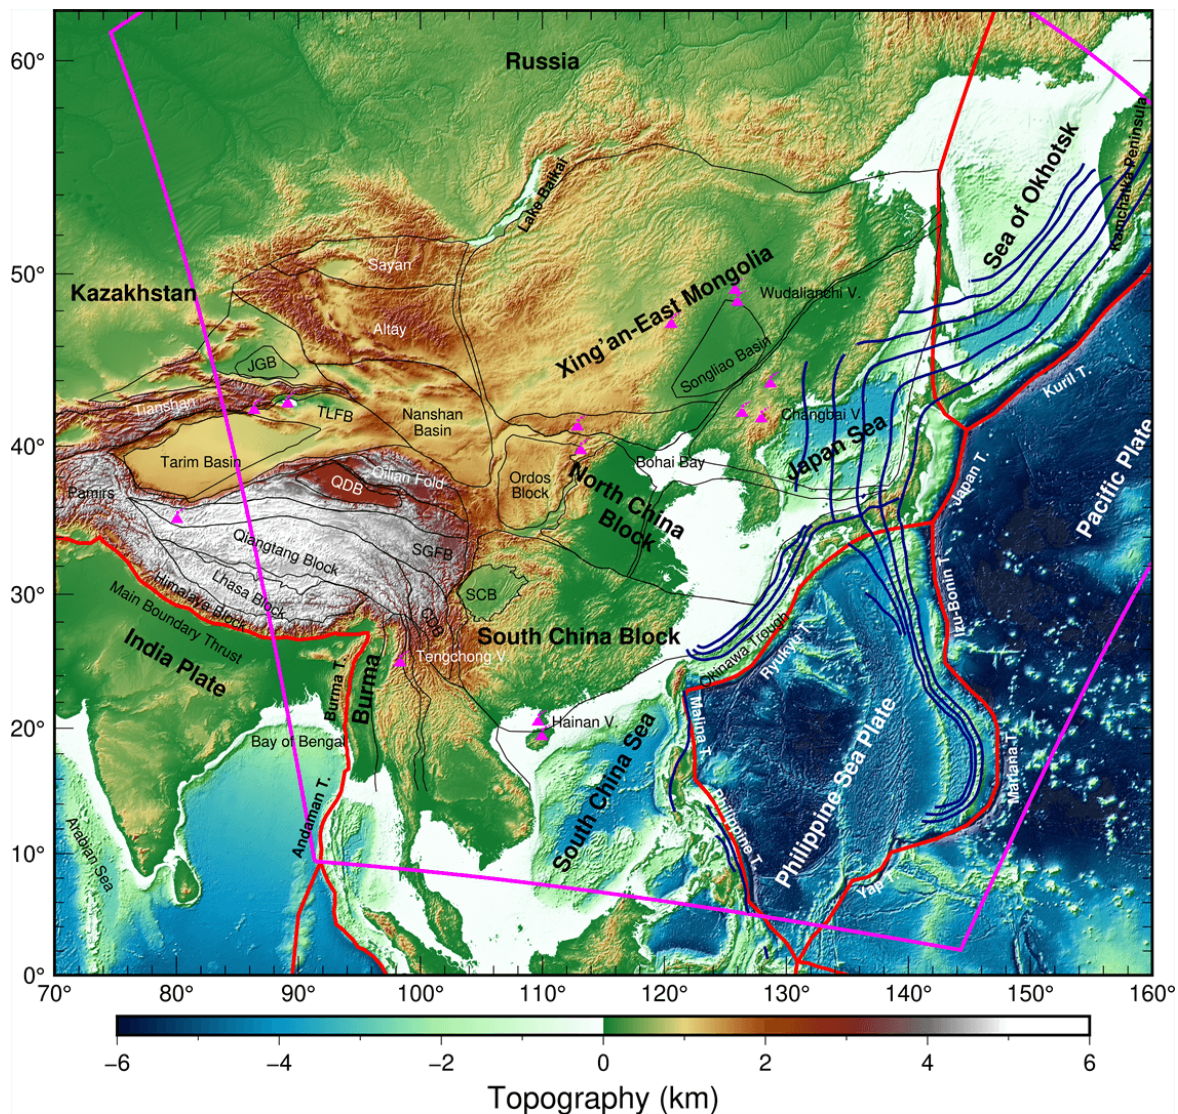 Russia
Sea of Okhotsk
Kamchatka Peninsula
Lake Baikal
Sayan
Kazakhstan
Altay
Xing'an-East Mongolia
Wudalianchi V.
JGB
Songliao Basin
Kuril T.
Tianshan
TLFB
Nanshan
Basin
Changbai V.
Japan Sea
Tarim Basin
Bohai Bay
Pamirs
QDB
Qilian Fold
Ordos
Block
North China
Block
Japan T.
Pacific Plate
Qiangtang Block
SGFB
Lhasa Block
Himalaya Block
Main Boundary Thrust
SCB
CDB
Izu-Bonin T.
India Plate
Burma T.
Burma
Tengchong V.
South China Block
Okinawa Trough
Ryukyu T.
Bay of Bengal
Hainan V.
Malina T.
South China Sea
Philippine Sea Plate
Mariana T.
Andaman T.
Arabian Sea
Philippine T.
Yap T.
60°
50°
40°
30°
20°
10°
0°
70° 80° 90° 100° 110° 120° 130° 140° 150° 160°
−6 −4 −2 0 2 4 6
Topography (km)